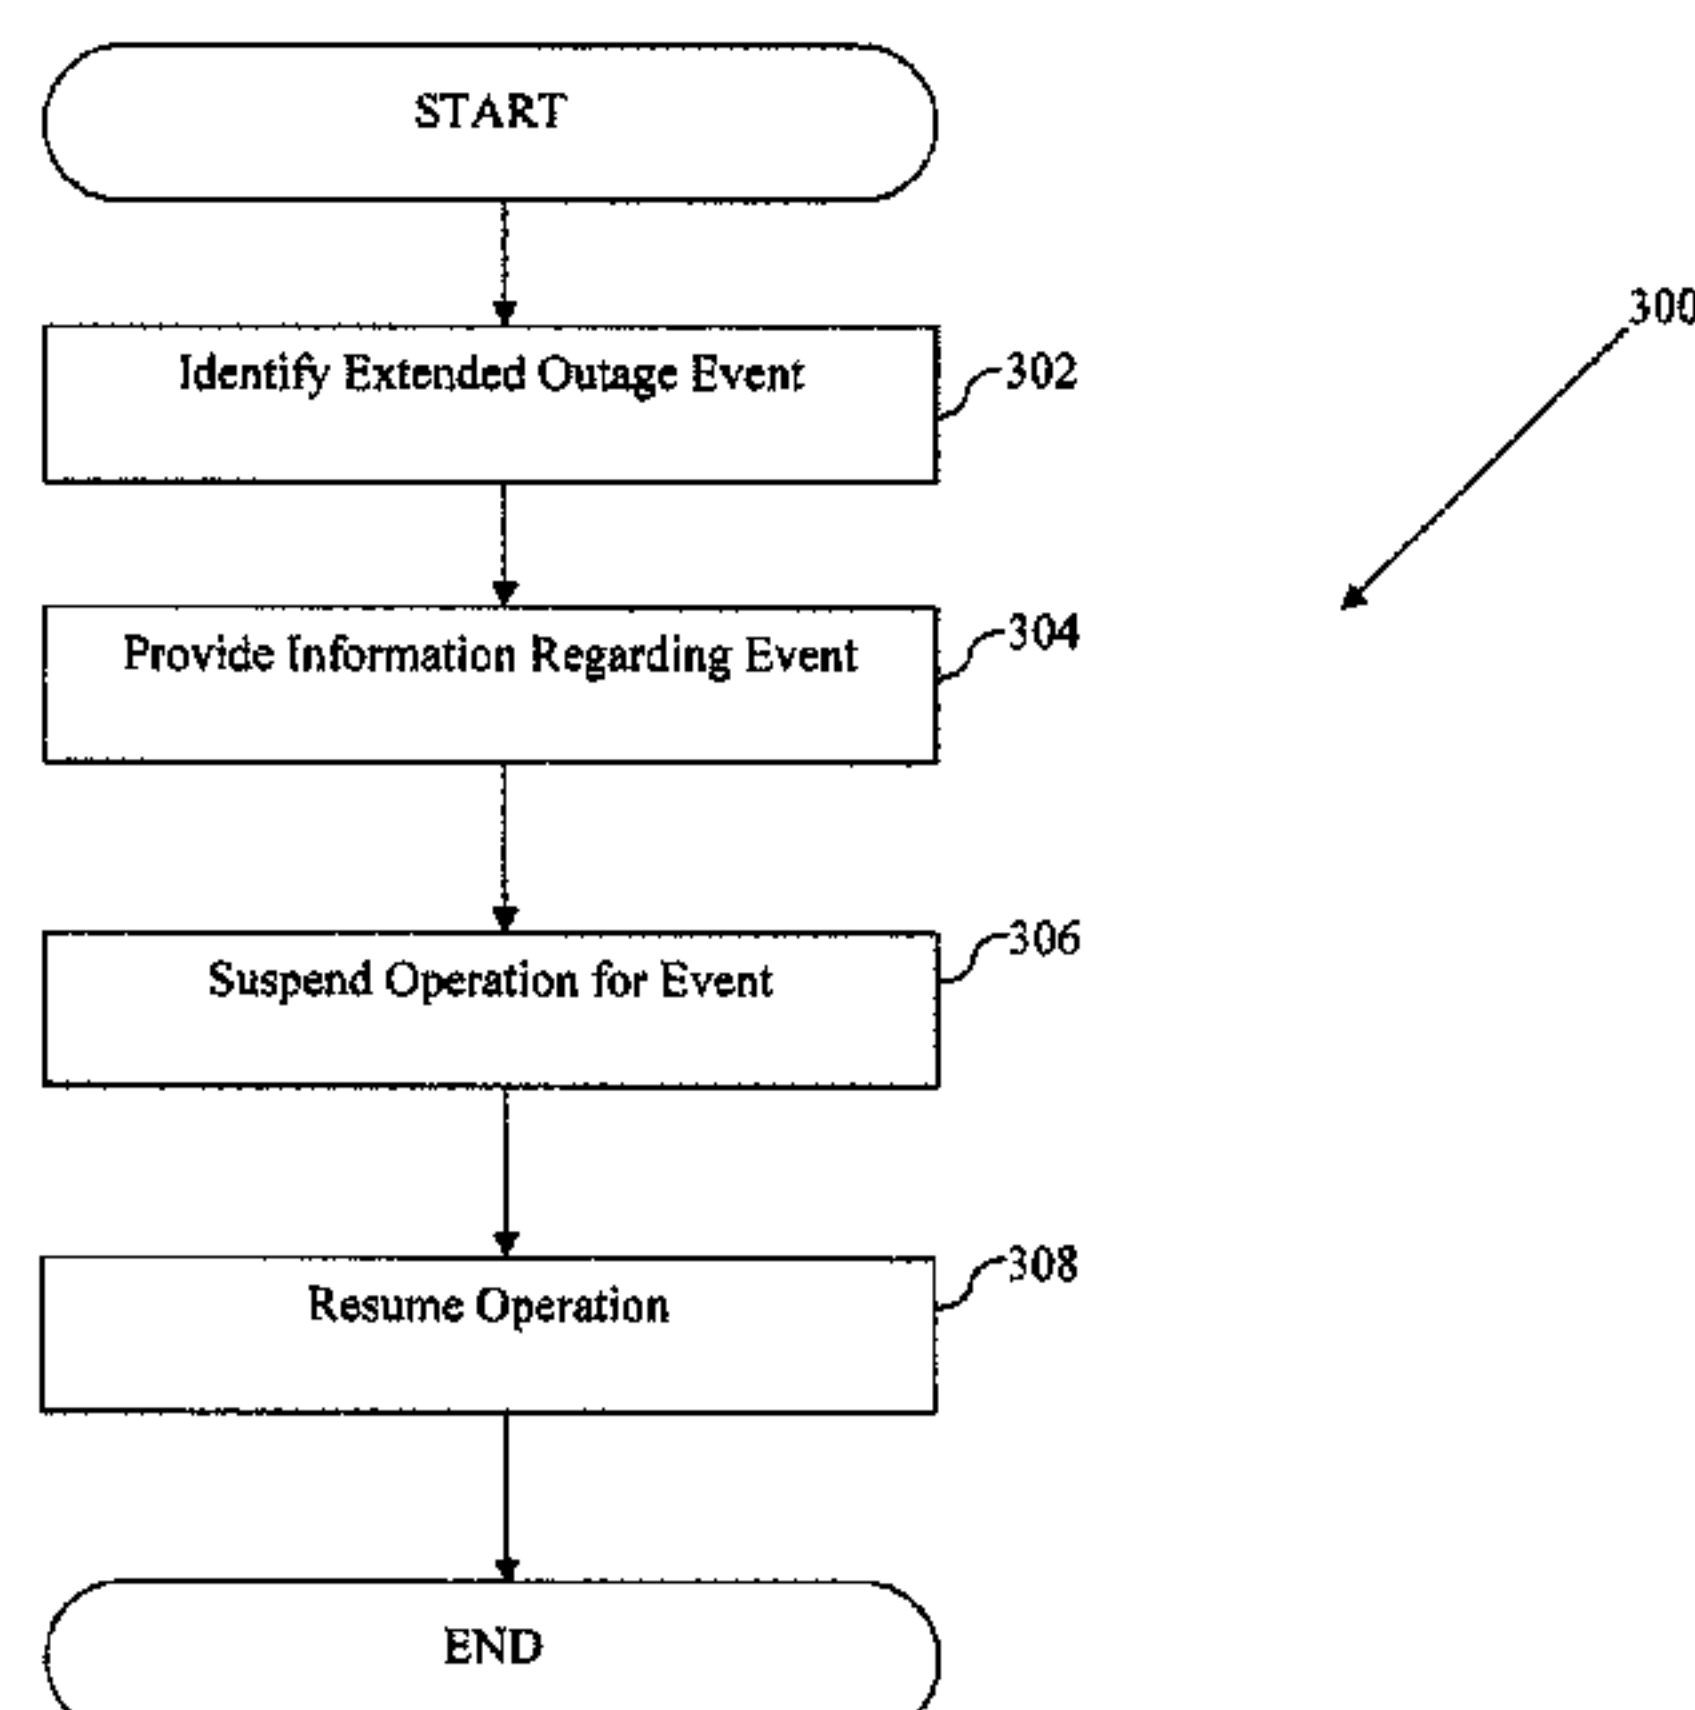 START
300
Identify Extended Outage Event
302
Provide Information Regarding Event
304
Suspend Operation for Event
306
Resume Operation
308
END